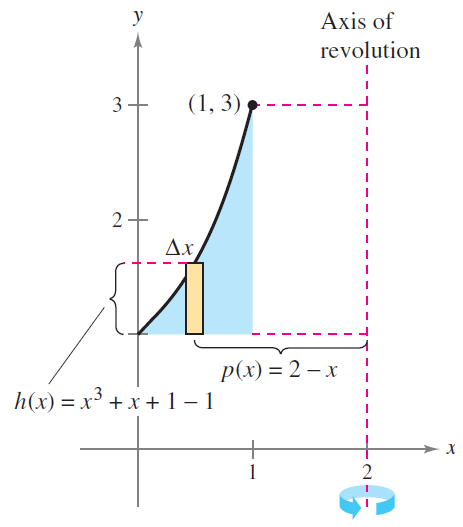 y
Axis of
revolution
3
(1, 3)
2
Δx
p(x) = 2 − x
h(x) = x³ + x + 1 − 1
x
1
2